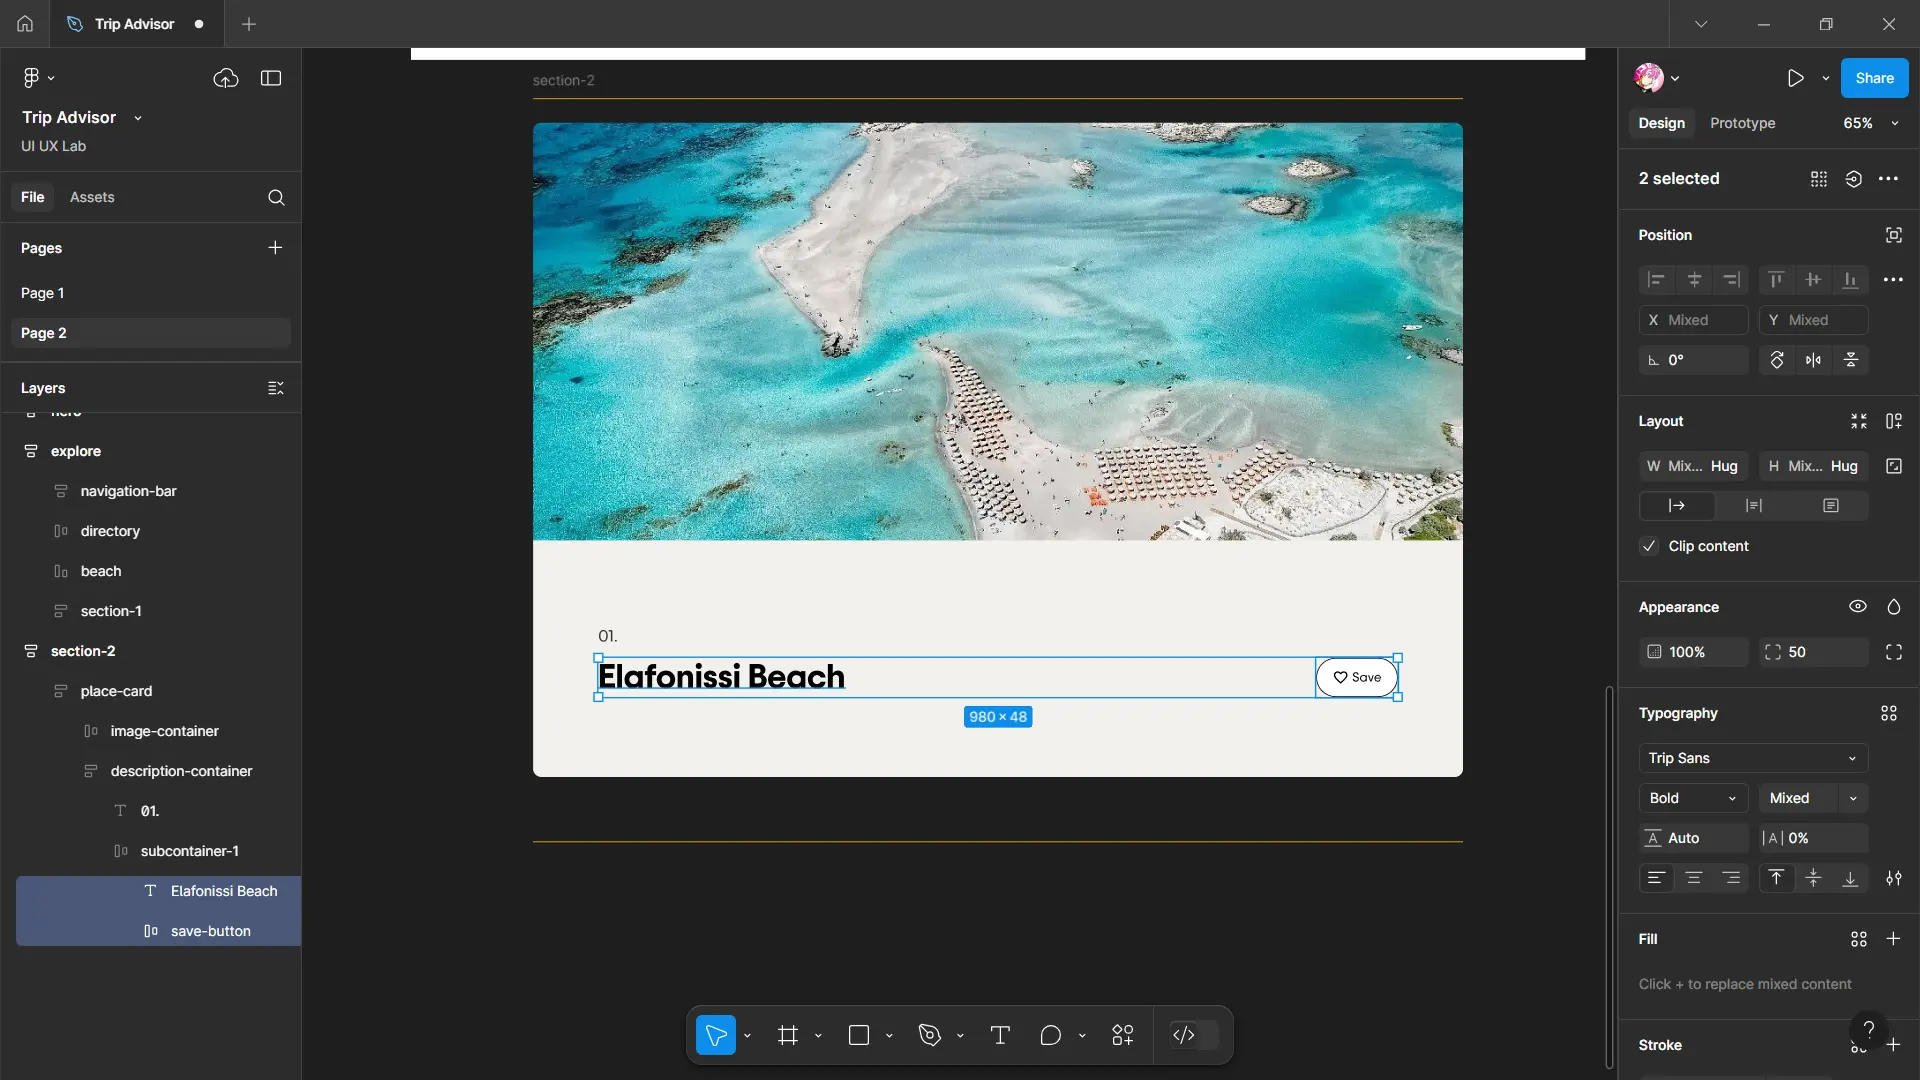 Trip Advisor
Trip Advisor
UI UX Lab
File
Assets
Pages
Page 1
Page 2
Layers
hero
explore
navigation-bar
directory
beach
section-1
section-2
place-card
image-container
description-container
01.
subcontainer-1
Elafonissi Beach
save-button
section-2
01.
Elafonissi Beach
Save
980 × 48
Share
Design
Prototype
65%
2 selected
Position
X Mixed
Y Mixed
0°
Layout
W Mix... Hug
H Mix... Hug
Clip content
Appearance
100%
50
Typography
Trip Sans
Bold
Mixed
Auto
|A| 0%
Fill
Click + to replace mixed content
Stroke
?